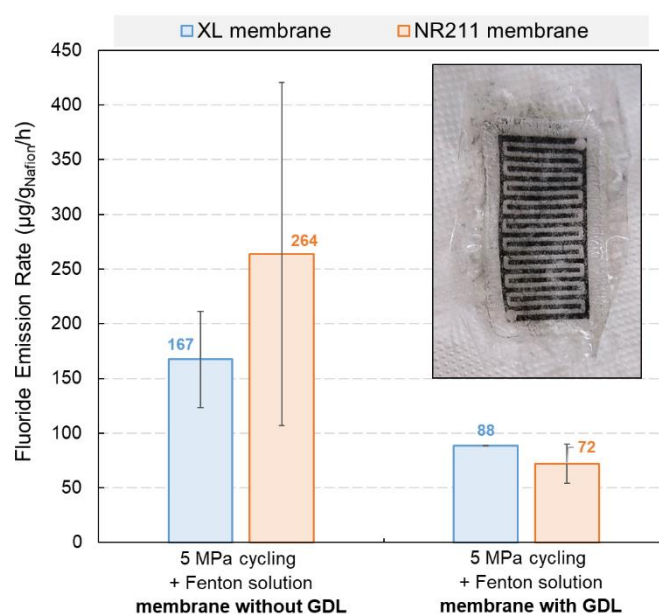 XL membrane NR211 membrane
Fluoride Emission Rate (µg/gNafion/h)
450
400
350
300
250
200
150
100
50
0
167
264
88
72
5 MPa cycling
+ Fenton solution
membrane without GDL
5 MPa cycling
+ Fenton solution
membrane with GDL